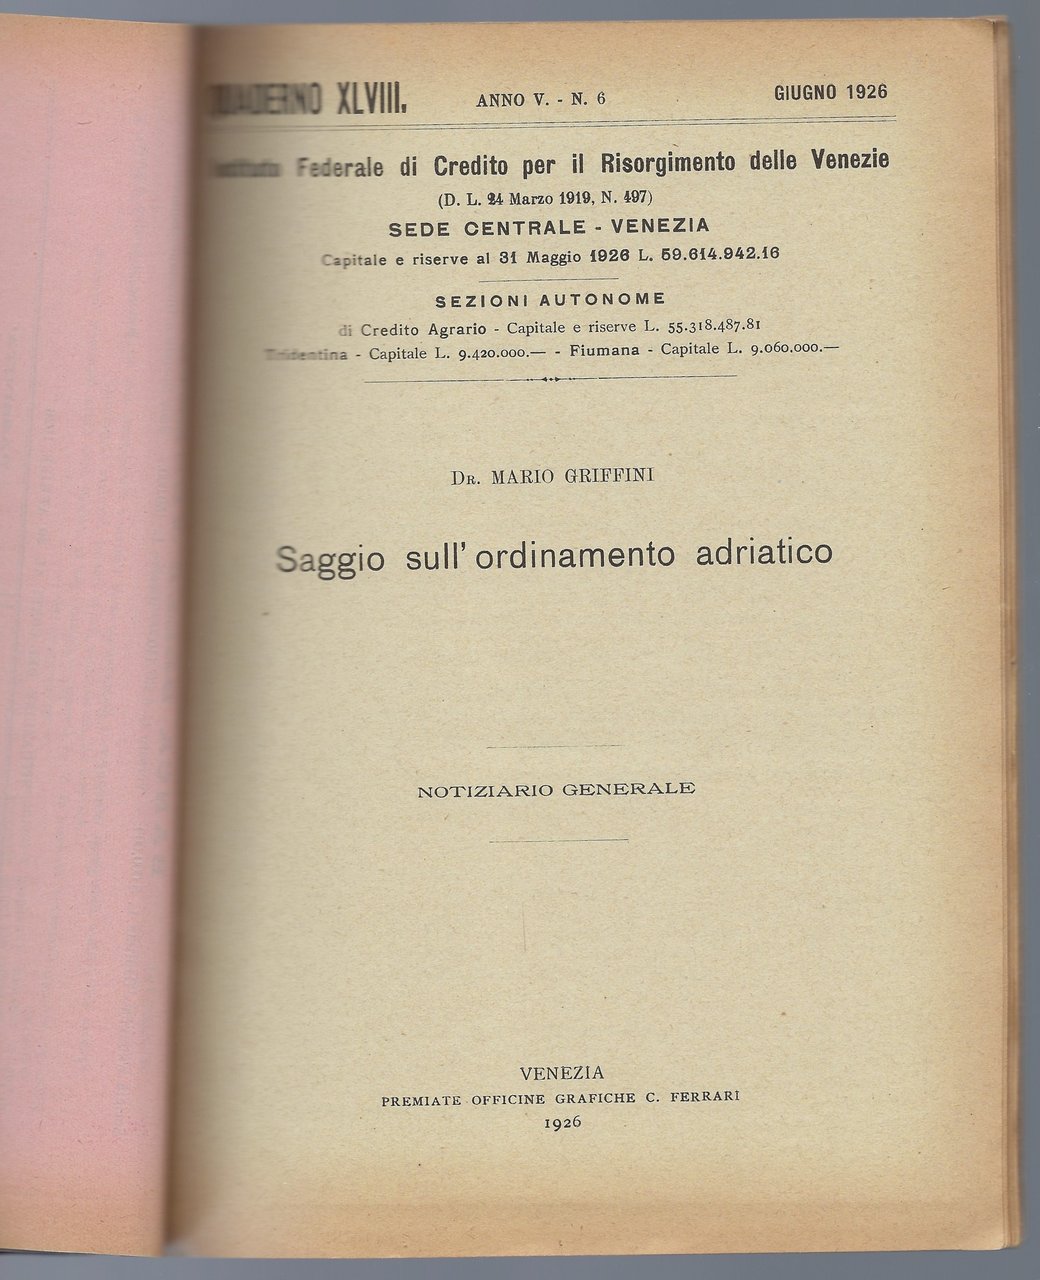 QUADERNO XLVIII. ANNO V. - N. 6 GIUGNO 1926
Istituto Federale di Credito per il Risorgimento delle Venezie
(D. L. 24 Marzo 1919, N. 497)
SEDE CENTRALE - VENEZIA
Capitale e riserve al 31 Maggio 1926 L. 59.614.942.16
SEZIONI AUTONOME
di Credito Agrario - Capitale e riserve L. 55.318.487.81
Tridentina - Capitale L. 9.420.000.— - Fiumana - Capitale L. 9.060.000.—
DR. MARIO GRIFFINI
Saggio sull' ordinamento adriatico
NOTIZIARIO GENERALE
VENEZIA
PREMIATE OFFICINE GRAFICHE C. FERRARI
1926